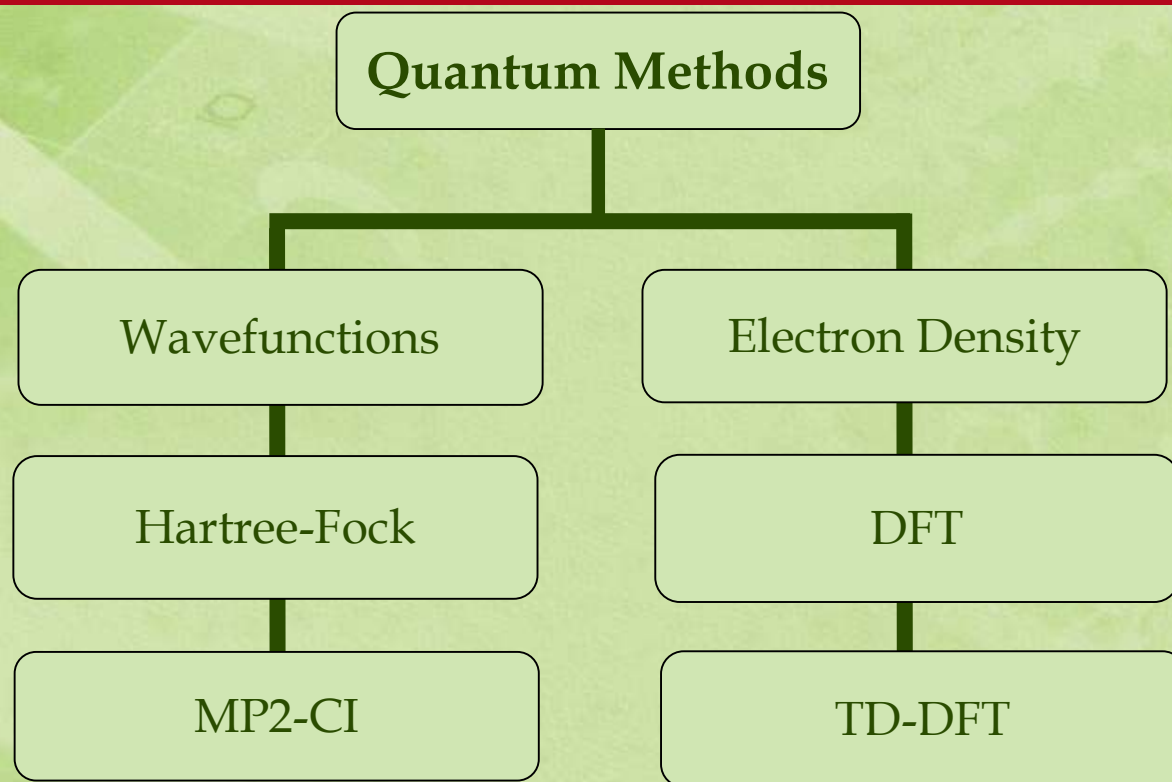 Quantum Methods
Wavefunctions
Electron Density
Hartree-Fock
DFT
MP2-CI
TD-DFT